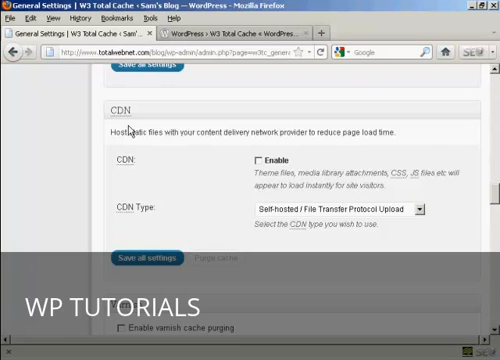 General Settings | W3 Total Cache ‹ Sam's Blog — WordPress - Mozilla Firefox
Edit View History Bookmarks Tools Help
General Settings | W3 Total Cache ‹ Sam's...
WordPress › W3 Total Cache « WordPress...
http://www.totalwebnet.com/blog/wp-admin/admin.php?page=w3tc_genera
Google
Save all settings
CDN
Host static files with your content delivery network provider to reduce page load time.
CDN:
Enable
Theme files, media library attachments, CSS, JS files etc will
appear to load instantly for site visitors.
CDN Type:
Self-hosted / File Transfer Protocol Upload
Select the CDN type you wish to use.
Save all settings
Purge cache
WP TUTORIALS
Varnish
Enable varnish cache purging